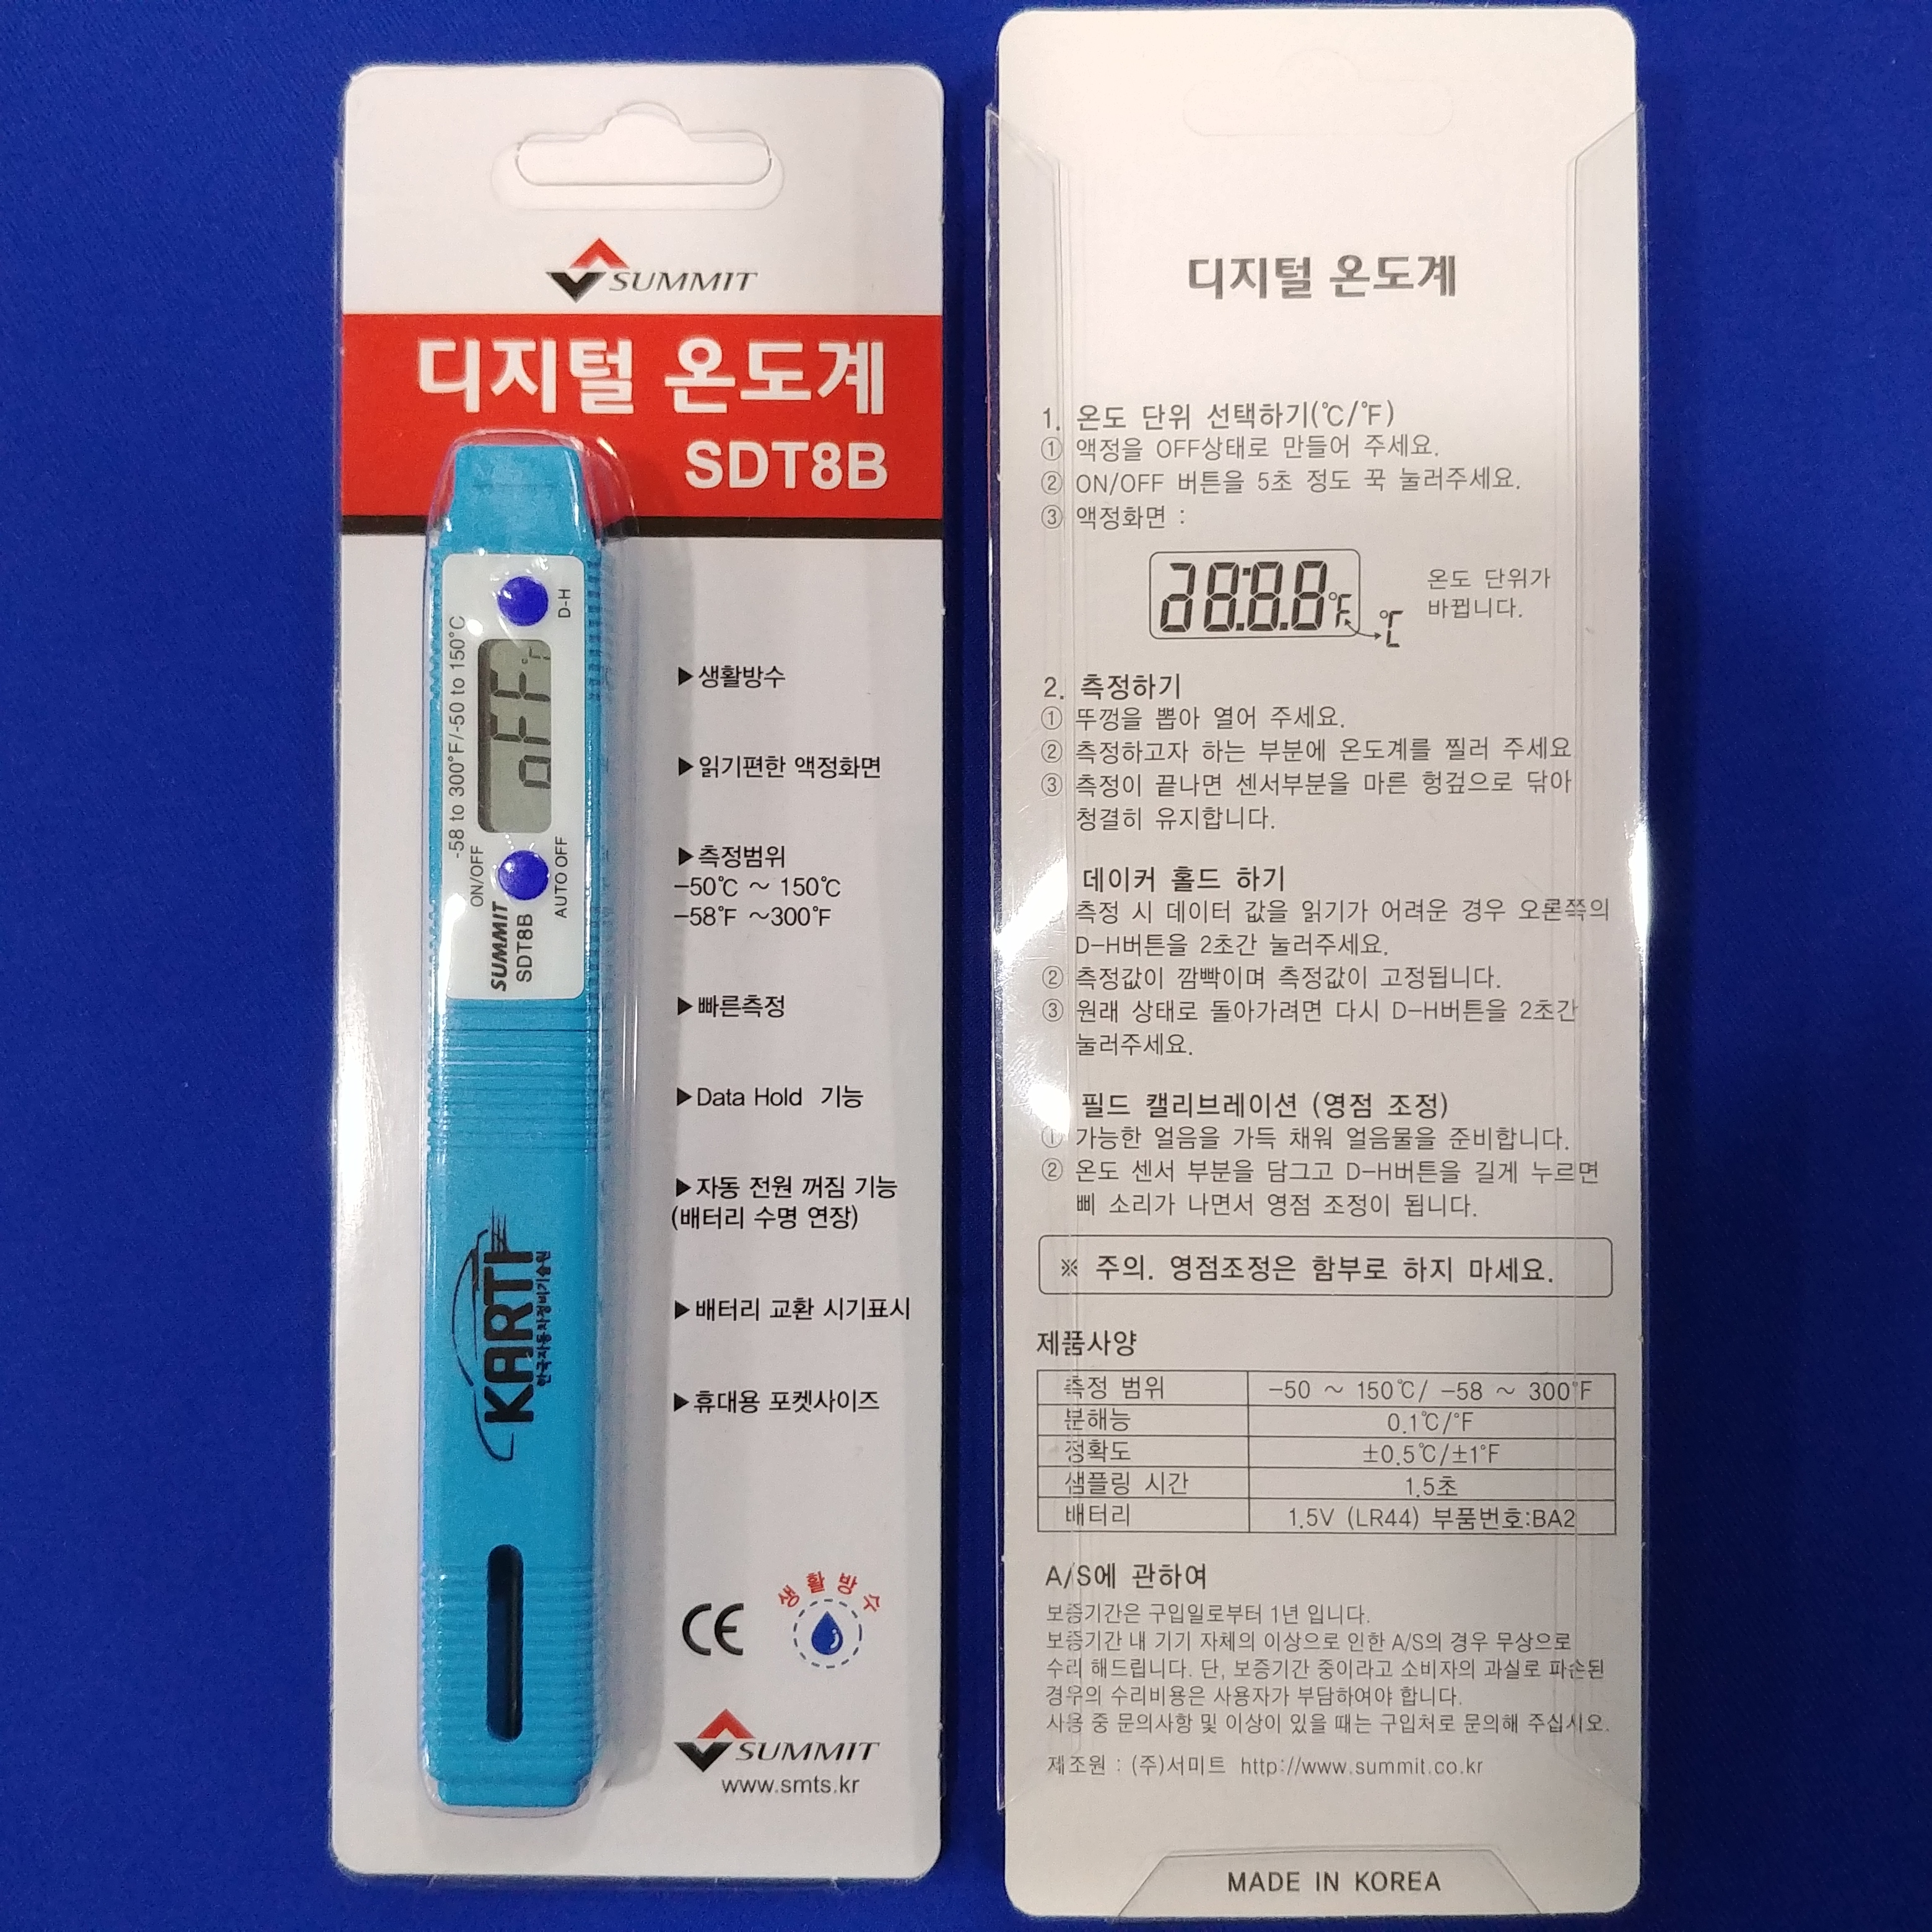 SUMMIT
디지털 온도계
SDT8B
D-H
-58 to 300°F/-50 to 150°C
oFF °F
ON/OFF
AUTO OFF
SUMMIT
SDT8B
KARTI
한국자동차정비기술원
▶생활방수
▶읽기편한 액정화면
▶측정범위
-50℃ ~ 150℃
-58℉ ~300℉
▶빠른측정
▶Data Hold 기능
▶자동 전원 꺼짐 기능
(배터리 수명 연장)
▶배터리 교환 시기표시
▶휴대용 포켓사이즈
CE
생활방수
SUMMIT
www.smts.kr
디지털 온도계
1. 온도 단위 선택하기(℃/℉)
① 액정을 OFF상태로 만들어 주세요.
② ON/OFF 버튼을 5초 정도 꾹 눌러주세요.
③ 액정화면 :
℉ ℃
온도 단위가
바뀝니다.
2. 측정하기
① 뚜껑을 뽑아 열어 주세요.
② 측정하고자 하는 부분에 온도계를 찔러 주세요
③ 측정이 끝나면 센서부분을 마른 헝겊으로 닦아
청결히 유지합니다.
데이커 홀드 하기
측정 시 데이터 값을 읽기가 어려운 경우 오른쪽의
D-H버튼을 2초간 눌러주세요.
② 측정값이 깜빡이며 측정값이 고정됩니다.
③ 원래 상태로 돌아가려면 다시 D-H버튼을 2초간
눌러주세요.
필드 캘리브레이션 (영점 조정)
① 가능한 얼음을 가득 채워 얼음물을 준비합니다.
② 온도 센서 부분을 담그고 D-H버튼을 길게 누르면
삐 소리가 나면서 영점 조정이 됩니다.
※ 주의. 영점조정은 함부로 하지 마세요.
제품사양
측정 범위 -50 ~ 150℃/ -58 ~ 300℉
분해능 0.1℃/℉
정확도 ±0.5℃/±1℉
샘플링 시간 1.5초
배터리 1.5V (LR44) 부품번호:BA2
A/S에 관하여
보증기간은 구입일로부터 1년 입니다.
보증기간 내 기기 자체의 이상으로 인한 A/S의 경우 무상으로
수리 해드립니다. 단, 보증기간 중이라고 소비자의 과실로 파손된
경우의 수리비용은 사용자가 부담하여야 합니다.
사용 중 문의사항 및 이상이 있을 때는 구입처로 문의해 주십시오.
제조원 : (주)서미트 http://www.summit.co.kr
MADE IN KOREA